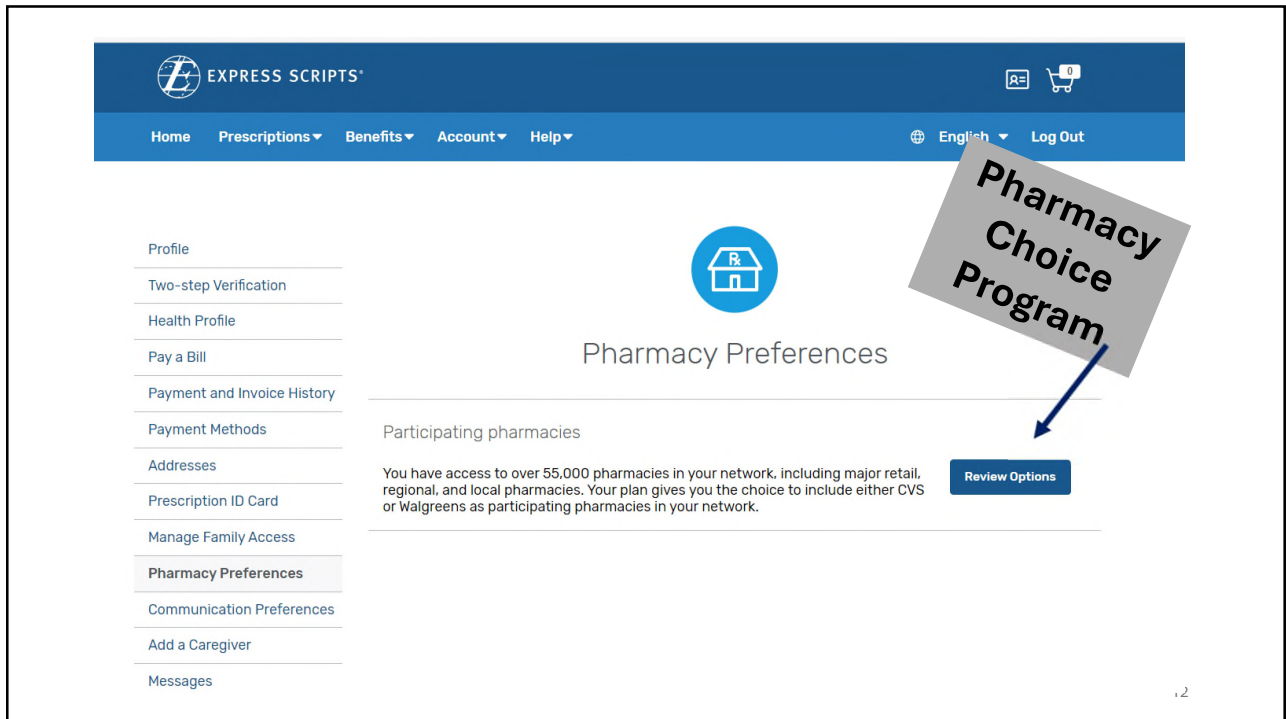 EXPRESS SCRIPTS®
0
Home Prescriptions Benefits Account Help English Log Out
Pharmacy
Choice
Program
Profile
Two-step Verification
Health Profile
Pay a Bill
Payment and Invoice History
Payment Methods
Addresses
Prescription ID Card
Manage Family Access
Pharmacy Preferences
Communication Preferences
Add a Caregiver
Messages
Rx
Pharmacy Preferences
Participating pharmacies
You have access to over 55,000 pharmacies in your network, including major retail,
regional, and local pharmacies. Your plan gives you the choice to include either CVS
or Walgreens as participating pharmacies in your network.
Review Options
12